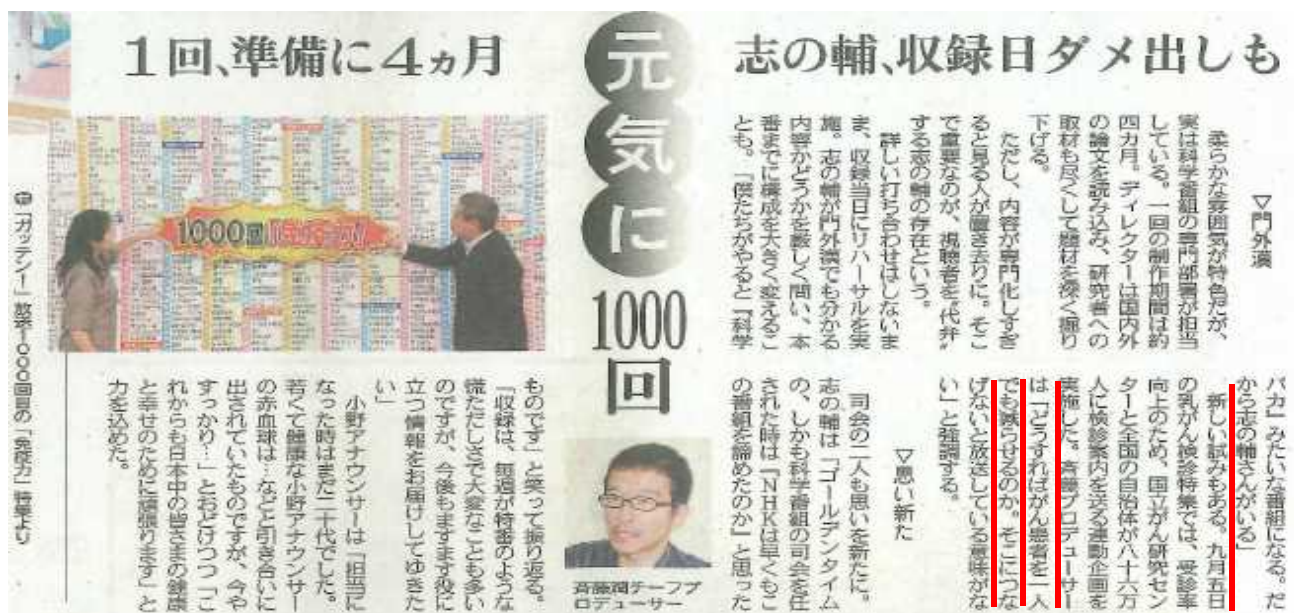 志の輔、収録日ダメ出しも
元気に
1000
回
1回、準備に4ヵ月
▽門外漢
柔らかな雰囲気が特色だが、
実は科学番組の専門部署が担当
している。一回の制作期間は約
四カ月。ディレクターは国内外
の論文を読み込み、研究者への
取材も尽くして題材を深く掘り
下げる。
ただし、内容が専門化しすぎ
ると見る人が置き去りに。そこ
で重要なのが、視聴者を〝代弁〟
する志の輔の存在という。
詳しい打ち合わせはしないま
ま、収録当日にリハーサルを実
施。志の輔が門外漢でも分かる
内容かどうかを厳しく問い、本
番までに構成を大きく変えるこ
とも。「僕たちがやると『科学
バカ』みたいな番組になる。だ
から志の輔さんがいる」
新しい試みもある。九月五日
の乳がん検診特集では、受診率
向上のため、国立がん研究セン
ターと全国の自治体が八十六万
人に検診案内を送る連動企画を
実施した。斉藤プロデューサー
は「どうすればがん患者を一人
でも減らせるのか。そこにつな
げないと放送している意味がな
い」と強調する。
▽思い新た
司会の二人も思いを新たに。
志の輔は「ゴールデンタイム
の、しかも科学番組の司会を任
された時は『NHKは早くもこ
の番組を諦めたのか』と思った
ものです」と笑って振り返る。
「収録は、毎週が特番のような
慌ただしさで大変なことも多い
のですが、今後もますます役に
立つ情報をお届けしてゆきた
い」
小野アナウンサーは「担当に
なった時はまだ二十代でした。
若くて健康な小野アナウンサー
の赤血球は…などと引き合いに
出されていたものですが、今や
すっかり…」とおどけつつ「こ
れからも日本中の皆さまの健康
と幸せのために頑張ります」と
力を込めた。
1000回
「ガッテン!」放送1000回目の「免疫力」特集より
斉藤潤チーフプ
ロデューサー